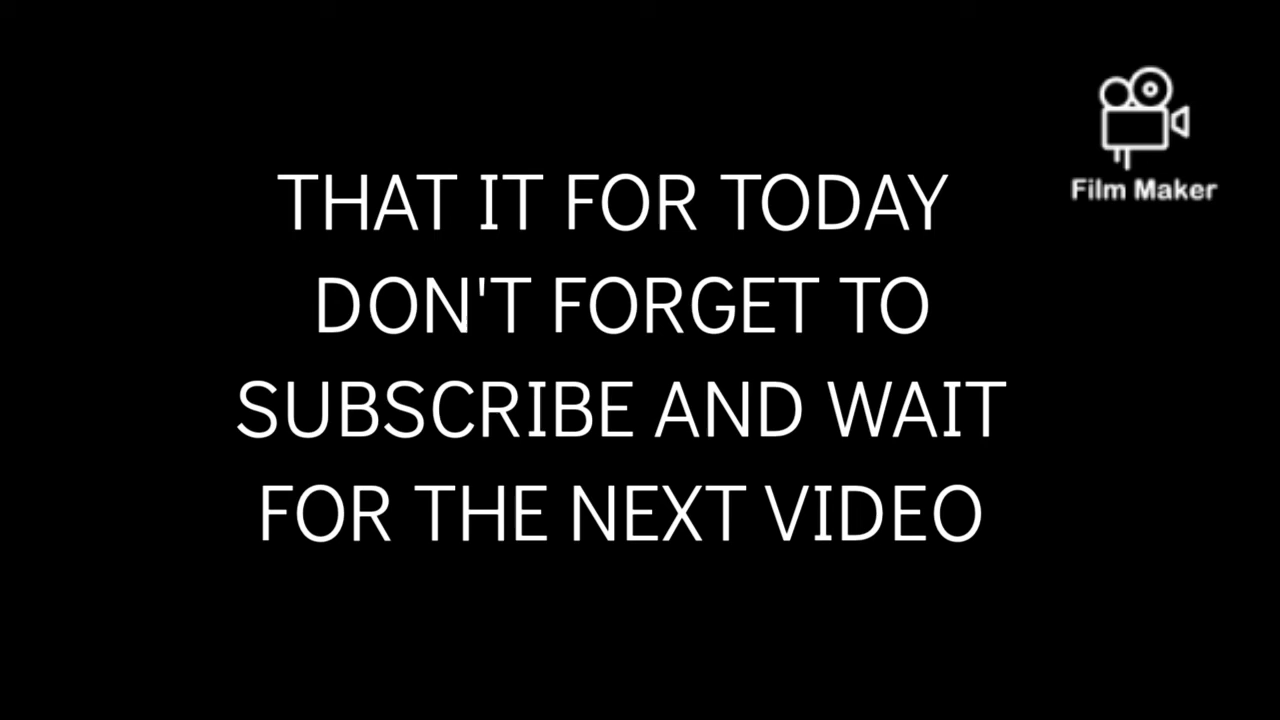 THAT IT FOR TODAY
DON'T FORGET TO
SUBSCRIBE AND WAIT
FOR THE NEXT VIDEO
Film Maker